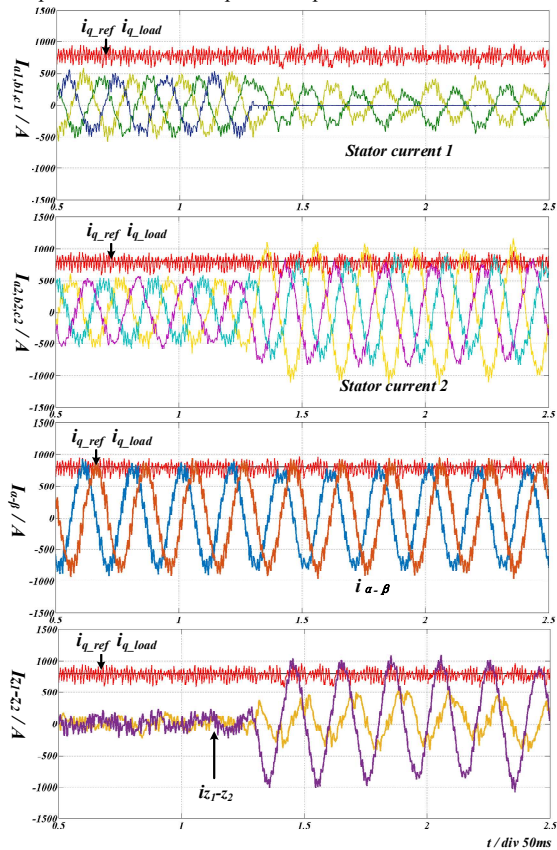 i_q_ref i_q_load
1500
1000
500
0
-500
-1000
-1500
I_a1,b1,c1 / A
Stator current 1
0.5 1 1.5 2 2.5
i_q_ref i_q_load
1500
1000
500
0
-500
-1000
-1500
I_a2,b2,c2 / A
Stator current 2
0.5 1 1.5 2 2.5
i_q_ref i_q_load
1500
1000
500
0
-500
-1000
-1500
I_α-β / A
i α-β
0.5 1 1.5 2 2.5
i_q_ref i_q_load
1500
1000
500
0
-500
-1000
-1500
I_z1-z2 / A
i_z1-z2
0.5 1 1.5 2 2.5
t / div 50ms